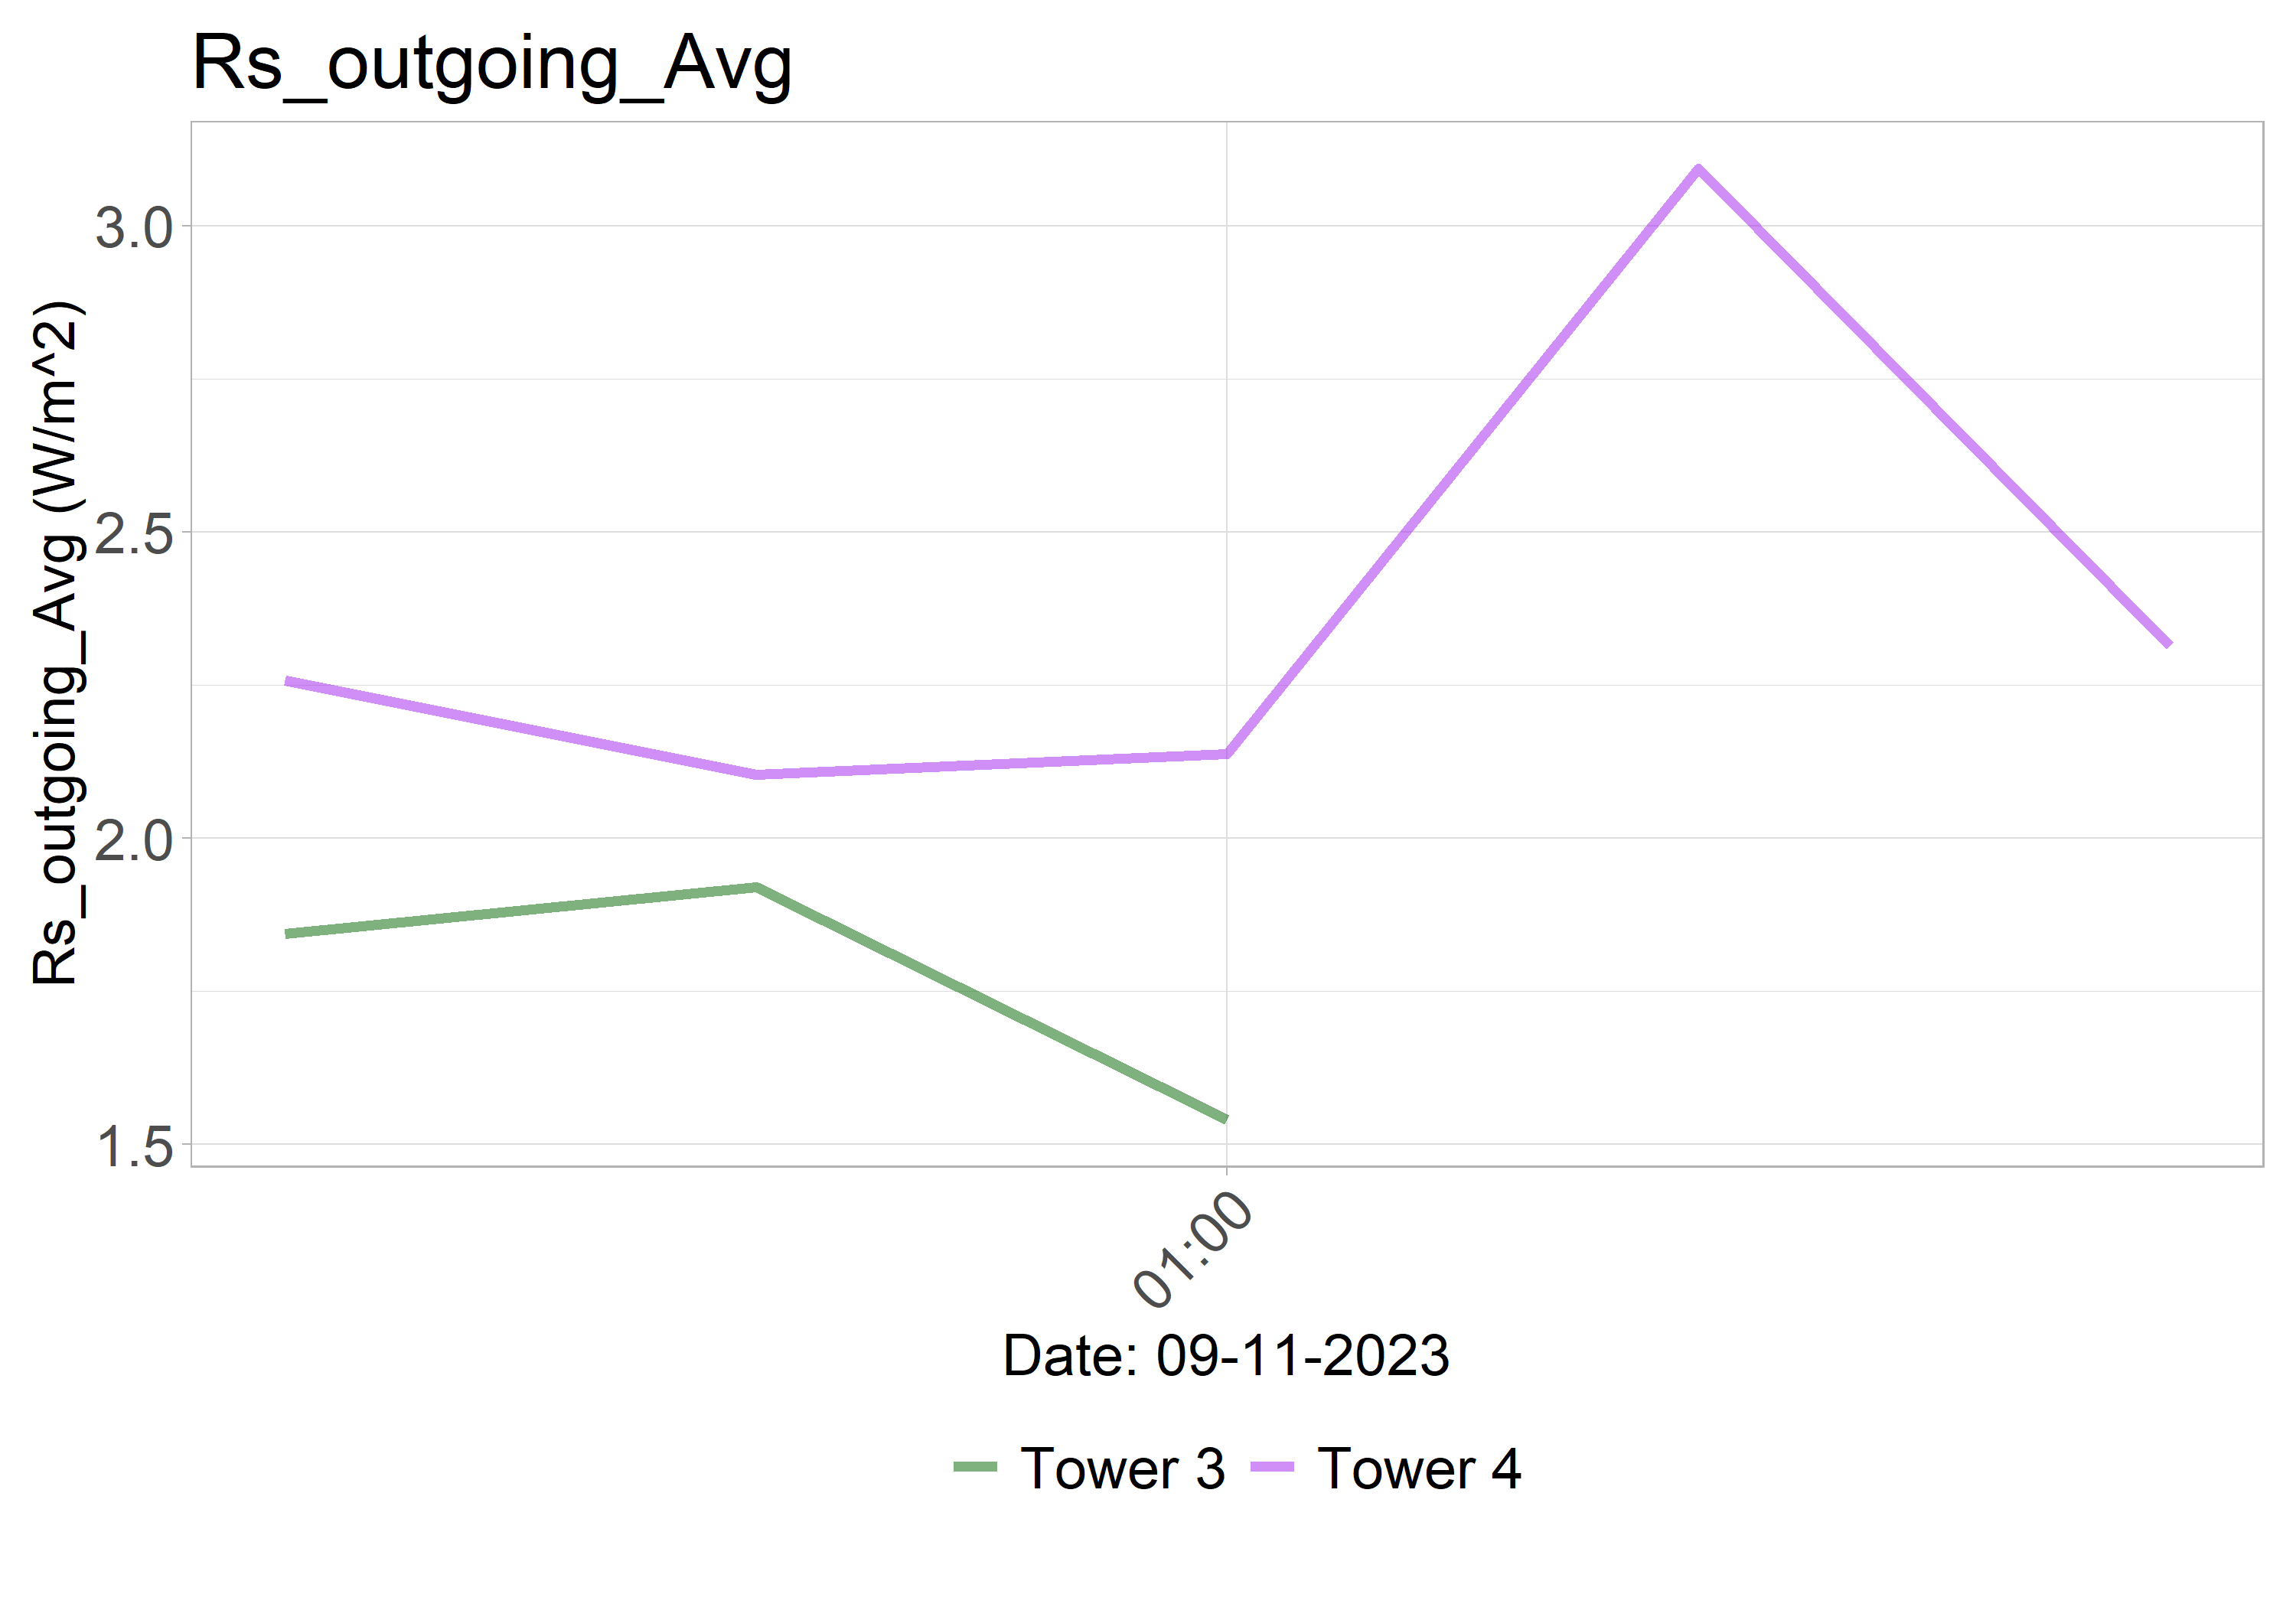 Rs_outgoing_Avg
Rs_outgoing_Avg (W/m^2)
3.0
2.5
2.0
1.5
01:00
Date: 09-11-2023
Tower 3 Tower 4